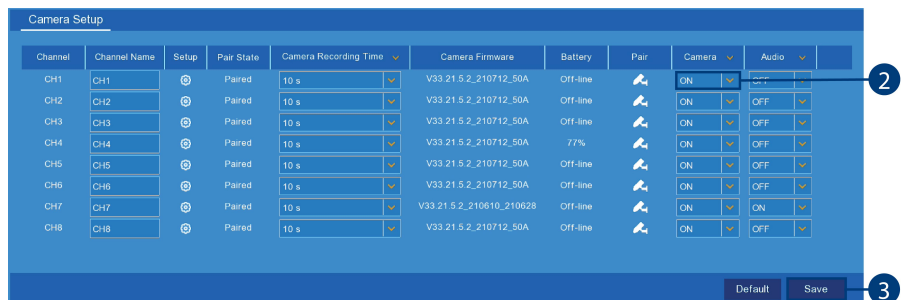 Camera Setup
Channel Channel Name Setup Pair State Camera Recording Time Camera Firmware Battery Pair Camera Audio
CH1 CH1 Paired 10 s V33.21.5.2_210712_50A Off-line ON OFF 2
CH2 CH2 Paired 10 s V33.21.5.2_210712_50A Off-line ON OFF
CH3 CH3 Paired 10 s V33.21.5.2_210712_50A Off-line ON OFF
CH4 CH4 Paired 10 s V33.21.5.2_210712_50A 77% ON OFF
CH5 CH5 Paired 10 s V33.21.5.2_210712_50A Off-line ON OFF
CH6 CH6 Paired 10 s V33.21.5.2_210712_50A Off-line ON OFF
CH7 CH7 Paired 10 s V33.21.5.2_210610_210628 Off-line ON ON
CH8 CH8 Paired 10 s V33.21.5.2_210712_50A Off-line ON OFF
Default Save 3